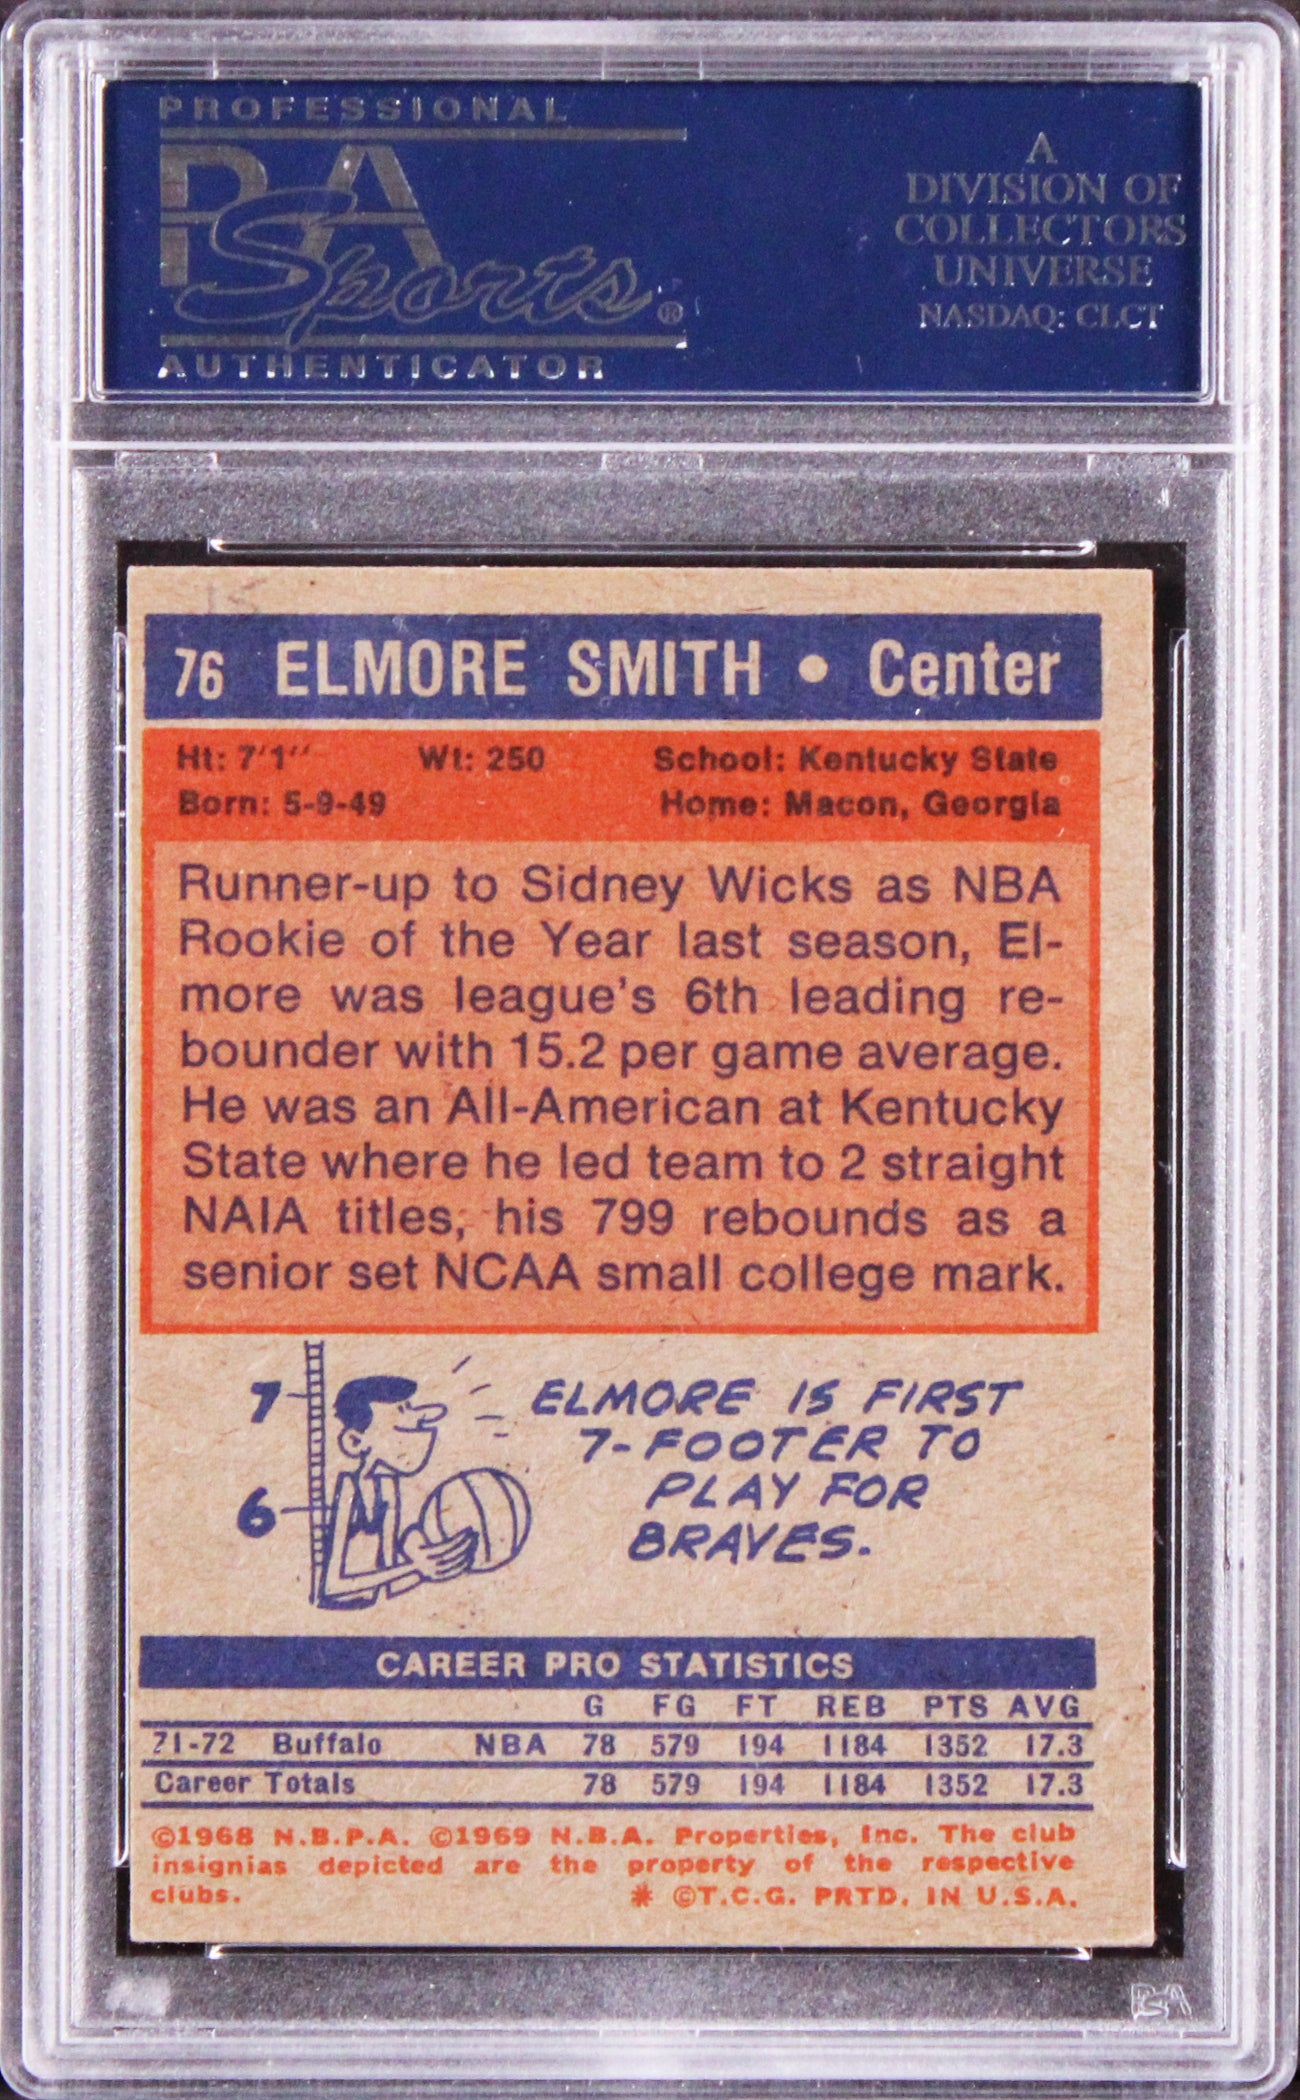 PROFESSIONAL
PSA
Sports®
AUTHENTICATOR
A
DIVISION OF
COLLECTORS
UNIVERSE
NASDAQ: CLCT
15
76 ELMORE SMITH • Center
Ht: 7'1'' Wt: 250 School: Kentucky State
Born: 5-9-49 Home: Macon, Georgia
Runner-up to Sidney Wicks as NBA
Rookie of the Year last season, El-
more was league's 6th leading re-
bounder with 15.2 per game average.
He was an All-American at Kentucky
State where he led team to 2 straight
NAIA titles; his 799 rebounds as a
senior set NCAA small college mark.
7
6
ELMORE IS FIRST
7-FOOTER TO
PLAY FOR
BRAVES.
CAREER PRO STATISTICS
G FG FT REB PTS AVG
71-72 Buffalo NBA 78 579 194 1184 1352 17.3
Career Totals 78 579 194 1184 1352 17.3
©1968 N.B.P.A. ©1969 N.B.A. Properties, Inc. The club
insignias depicted are the property of the respective
clubs. * ©T.C.G. PRTD. IN U.S.A.
PSA